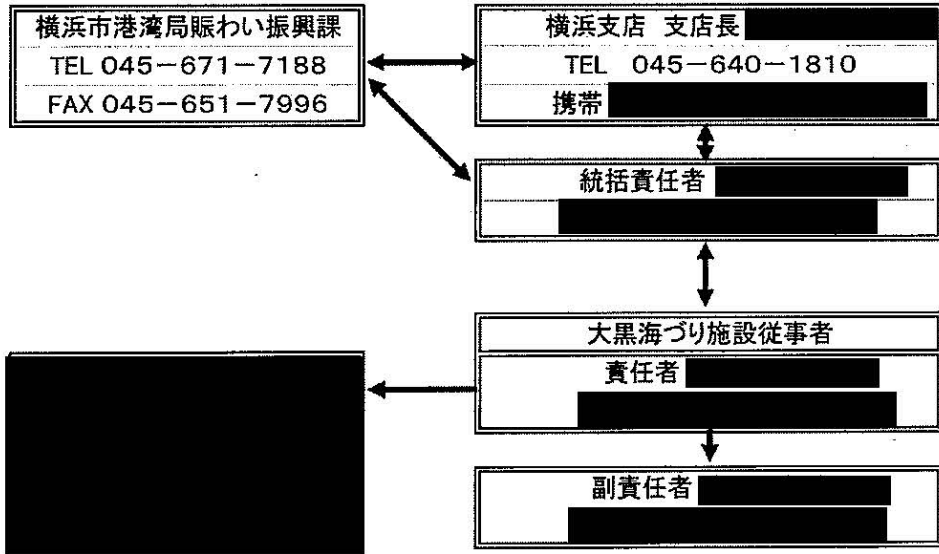 横浜市港湾局賑わい振興課
TEL 045-671-7188
FAX 045-651-7996
横浜支店 支店長
TEL 045-640-1810
携帯
統括責任者
大黒海づり施設従事者
責任者
副責任者